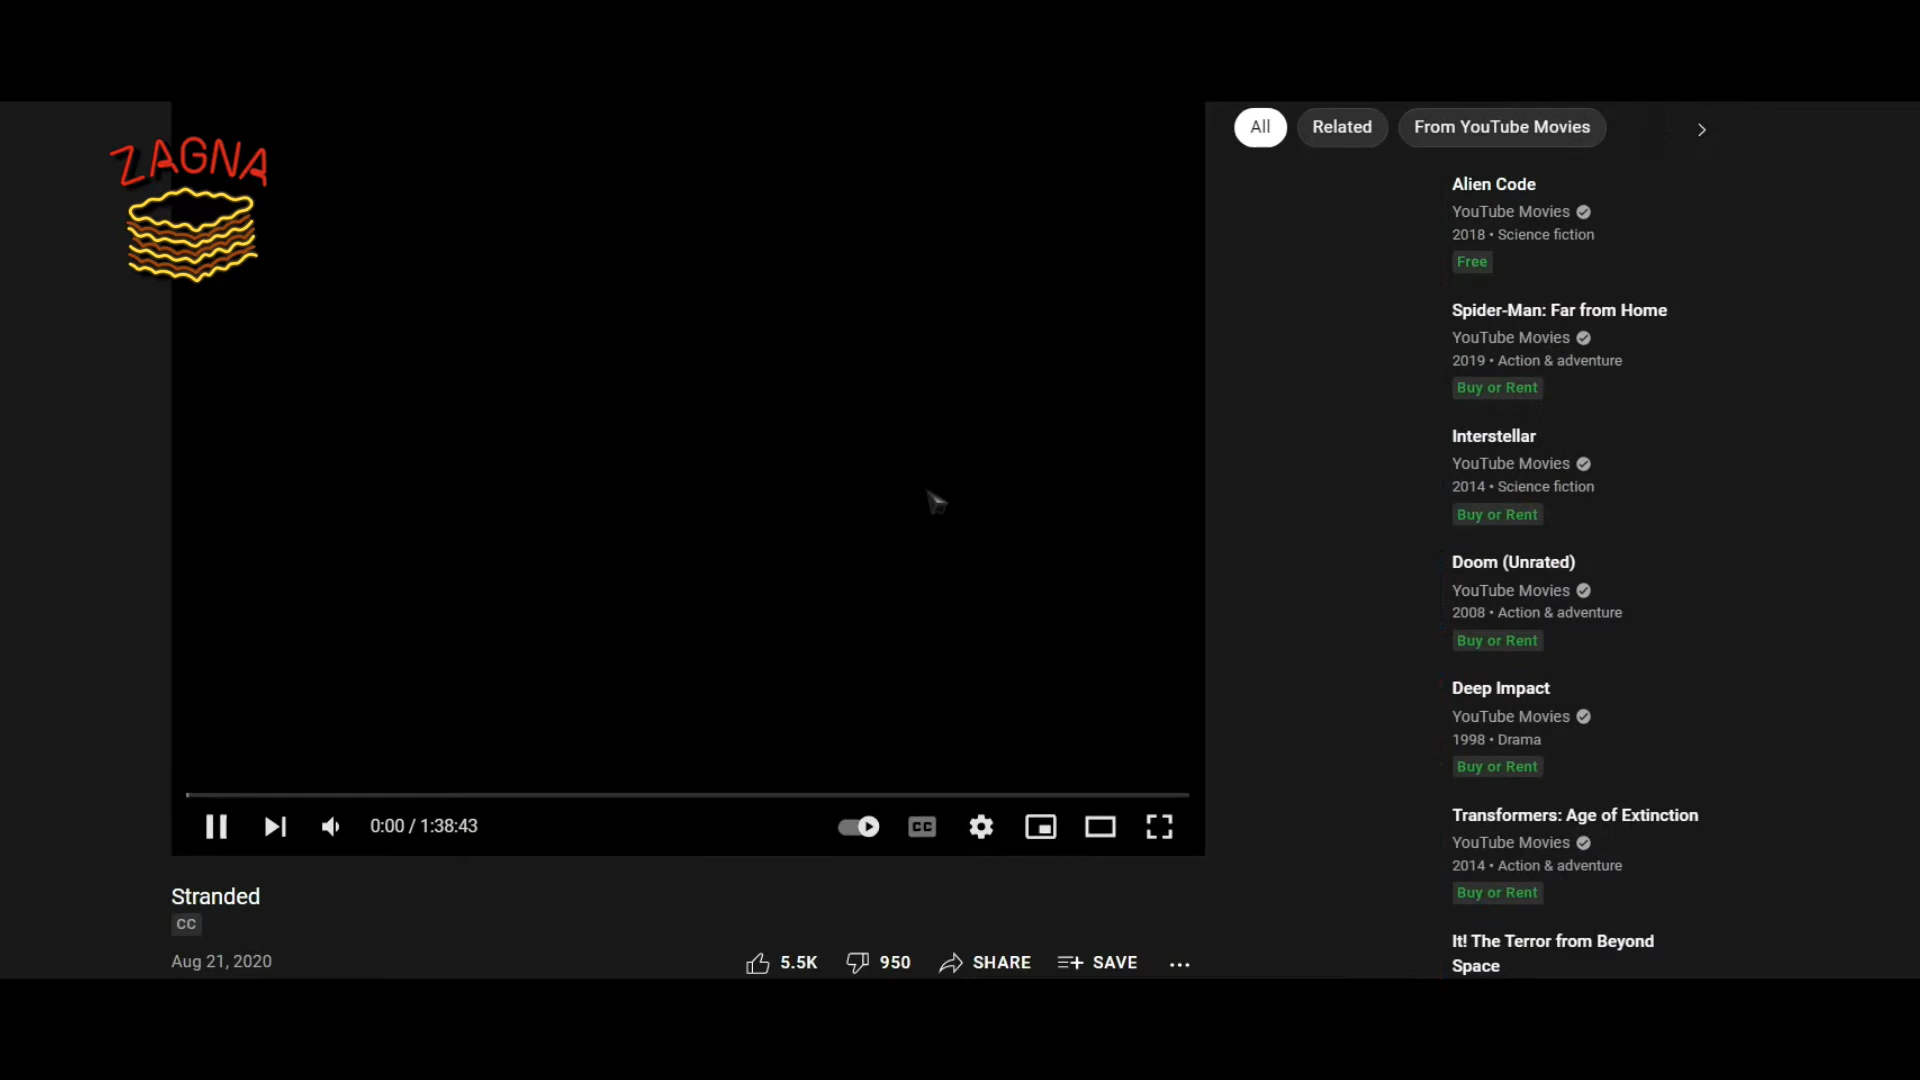 ZAGNA
All
Related
From YouTube Movies
Alien Code
YouTube Movies
2018 • Science fiction
Free
Spider-Man: Far from Home
YouTube Movies
2019 • Action & adventure
Buy or Rent
Interstellar
YouTube Movies
2014 • Science fiction
Buy or Rent
Doom (Unrated)
YouTube Movies
2008 • Action & adventure
Buy or Rent
Deep Impact
YouTube Movies
1998 • Drama
Buy or Rent
Transformers: Age of Extinction
YouTube Movies
2014 • Action & adventure
Buy or Rent
It! The Terror from Beyond
Space
0:00 / 1:38:43
CC
Stranded
CC
Aug 21, 2020
5.5K
950
SHARE
SAVE